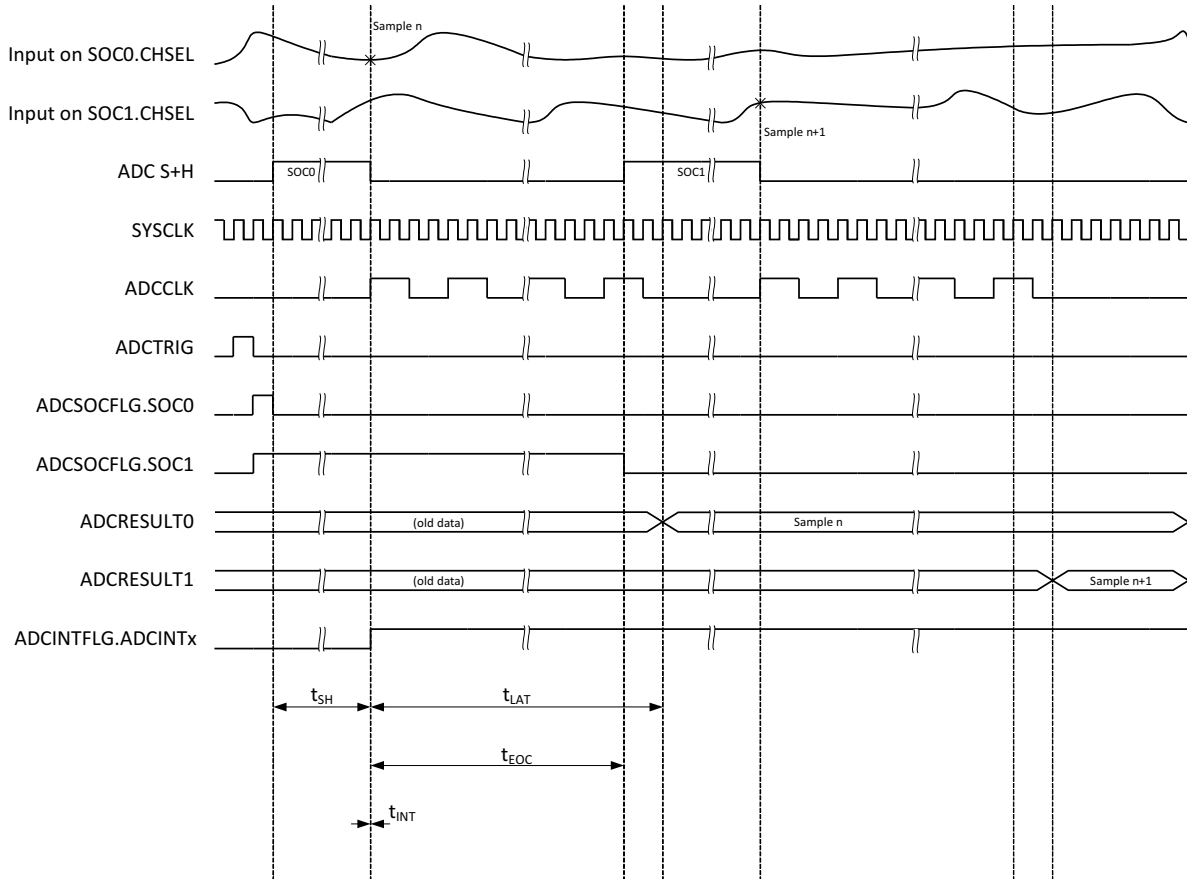 Sample n
Input on SOC0.CHSEL
Input on SOC1.CHSEL
Sample n+1
ADC S+H
SOC0
SOC1
SYSCLK
ADCCLK
ADCTRIG
ADCSOCFLG.SOC0
ADCSOCFLG.SOC1
ADCRESULT0
(old data)
Sample n
ADCRESULT1
(old data)
Sample n+1
ADCINTFLG.ADCINTx
tSH
tLAT
tEOC
tINT